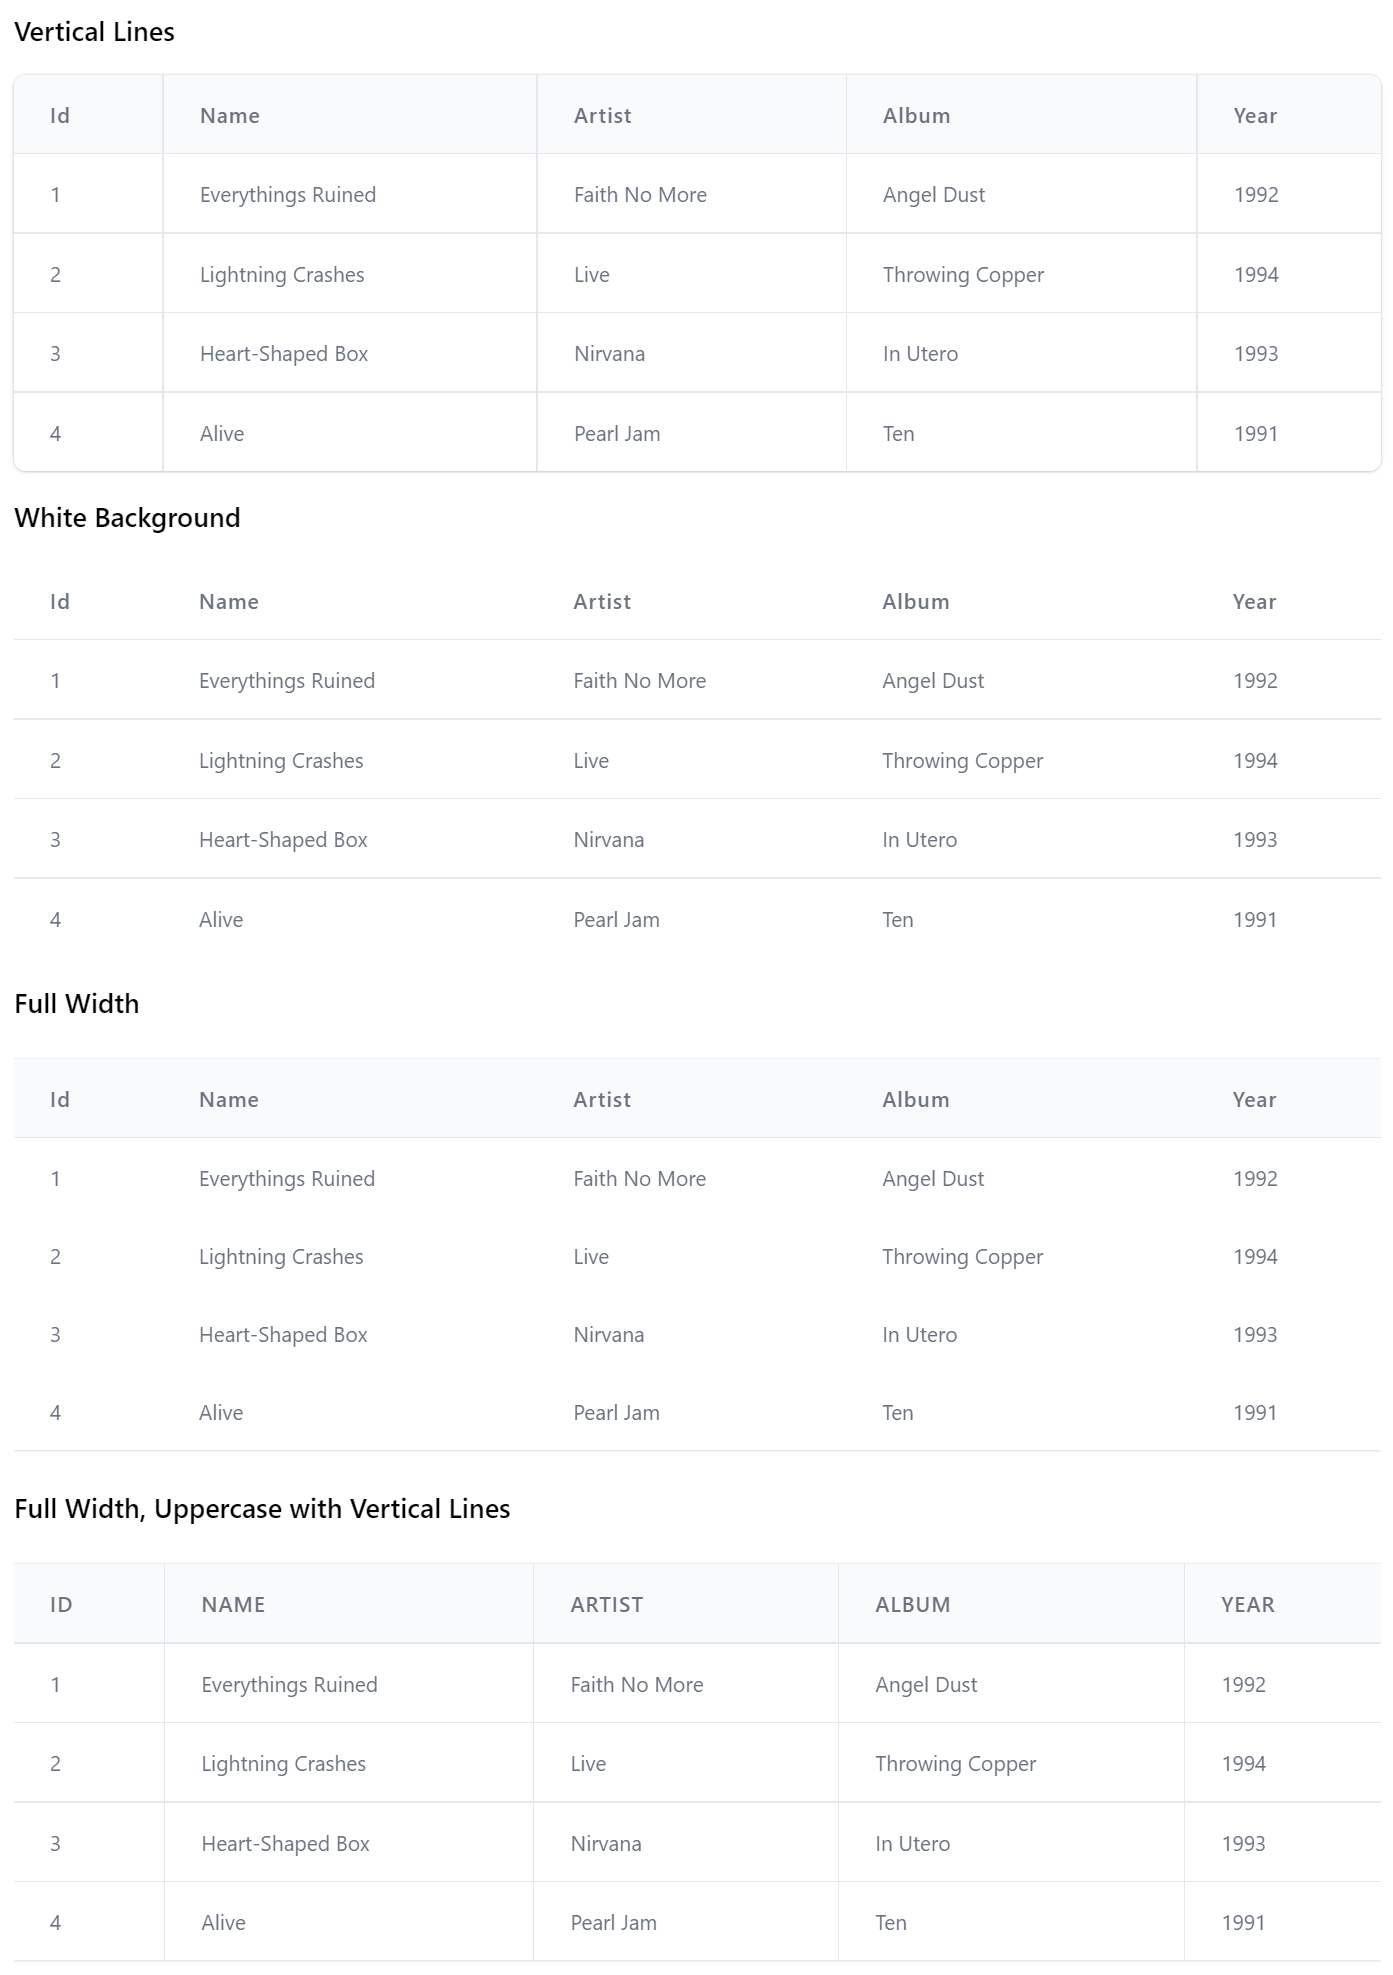 Vertical Lines
Id Name Artist Album Year
1 Everythings Ruined Faith No More Angel Dust 1992
2 Lightning Crashes Live Throwing Copper 1994
3 Heart-Shaped Box Nirvana In Utero 1993
4 Alive Pearl Jam Ten 1991
White Background
Id Name Artist Album Year
1 Everythings Ruined Faith No More Angel Dust 1992
2 Lightning Crashes Live Throwing Copper 1994
3 Heart-Shaped Box Nirvana In Utero 1993
4 Alive Pearl Jam Ten 1991
Full Width
Id Name Artist Album Year
1 Everythings Ruined Faith No More Angel Dust 1992
2 Lightning Crashes Live Throwing Copper 1994
3 Heart-Shaped Box Nirvana In Utero 1993
4 Alive Pearl Jam Ten 1991
Full Width, Uppercase with Vertical Lines
ID NAME ARTIST ALBUM YEAR
1 Everythings Ruined Faith No More Angel Dust 1992
2 Lightning Crashes Live Throwing Copper 1994
3 Heart-Shaped Box Nirvana In Utero 1993
4 Alive Pearl Jam Ten 1991